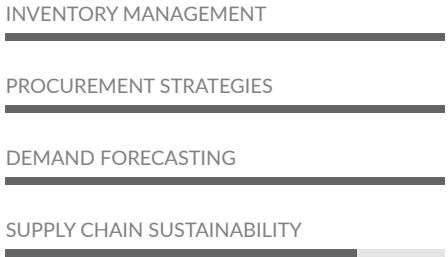 INVENTORY MANAGEMENT
PROCUREMENT STRATEGIES
DEMAND FORECASTING
SUPPLY CHAIN SUSTAINABILITY